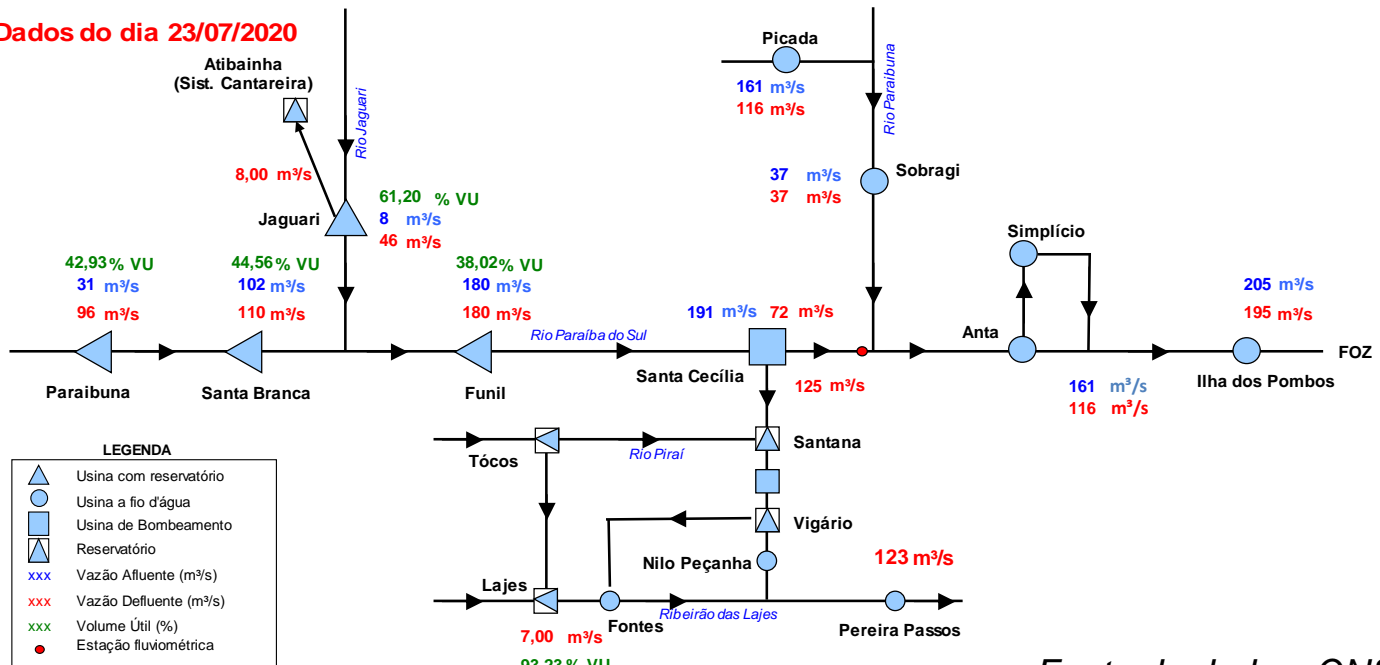 Dados do dia 23/07/2020
Atibainha
(Sist. Cantareira)
Rio Jaguari
8,00 m³/s
Jaguari
61,20 % VU
8 m³/s
46 m³/s
Picada
161 m³/s
116 m³/s
Rio Paraibuna
37 m³/s
37 m³/s
Sobragi
Simplício
42,93% VU
31 m³/s
96 m³/s
Paraibuna
44,56% VU
102 m³/s
110 m³/s
Santa Branca
38,02% VU
180 m³/s
180 m³/s
Funil
Rio Paraíba do Sul
191 m³/s 72 m³/s
Santa Cecília
125 m³/s
Anta
161 m³/s
116 m³/s
205 m³/s
195 m³/s
Ilha dos Pombos
FOZ
Tócos
Rio Piraí
Santana
Vigário
Nilo Peçanha
123 m³/s
Lajes
Fontes
Ribeirão das Lajes
Pereira Passos
7,00 m³/s
93,23 % VU
LEGENDA
Usina com reservatório
Usina a fio d'água
Usina de Bombeamento
Reservatório
xxx Vazão Afluente (m³/s)
xxx Vazão Defluente (m³/s)
xxx Volume Útil (%)
Estação fluviométrica